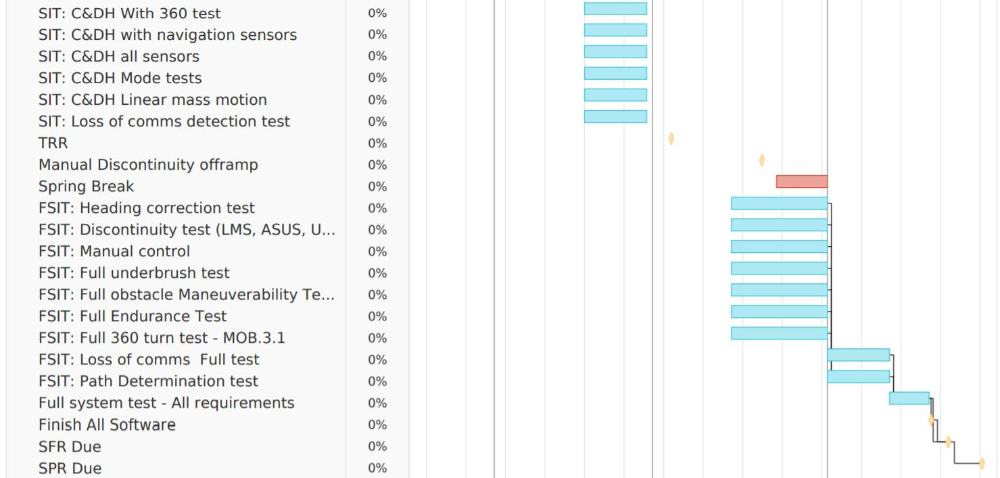 SIT: C&DH With 360 test 0%
SIT: C&DH with navigation sensors 0%
SIT: C&DH all sensors 0%
SIT: C&DH Mode tests 0%
SIT: C&DH Linear mass motion 0%
SIT: Loss of comms detection test 0%
TRR 0%
Manual Discontinuity offramp 0%
Spring Break 0%
FSIT: Heading correction test 0%
FSIT: Discontinuity test (LMS, ASUS, U... 0%
FSIT: Manual control 0%
FSIT: Full underbrush test 0%
FSIT: Full obstacle Maneuverability Te... 0%
FSIT: Full Endurance Test 0%
FSIT: Full 360 turn test - MOB.3.1 0%
FSIT: Loss of comms  Full test 0%
FSIT: Path Determination test 0%
Full system test - All requirements 0%
Finish All Software 0%
SFR Due 0%
SPR Due 0%